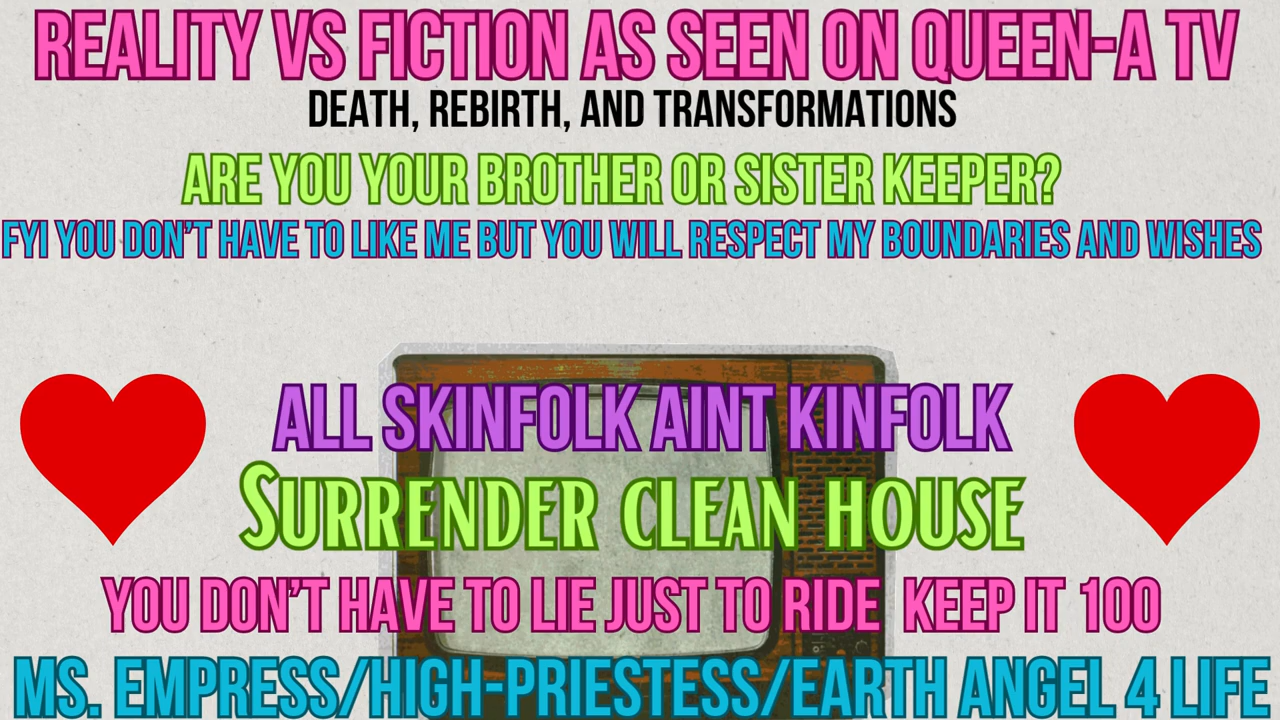 REALITY VS FICTION AS SEEN ON QUEEN-A TV
DEATH, REBIRTH, AND TRANSFORMATIONS
ARE YOU YOUR BROTHER OR SISTER KEEPER?
FYI YOU DON'T HAVE TO LIKE ME BUT YOU WILL RESPECT MY BOUNDARIES AND WISHES
ALL SKINFOLK AINT KINFOLK
SURRENDER CLEAN HOUSE
YOU DON'T HAVE TO LIE JUST TO RIDE KEEP IT 100
MS. EMPRESS/HIGH-PRIESTESS/EARTH ANGEL 4 LIFE